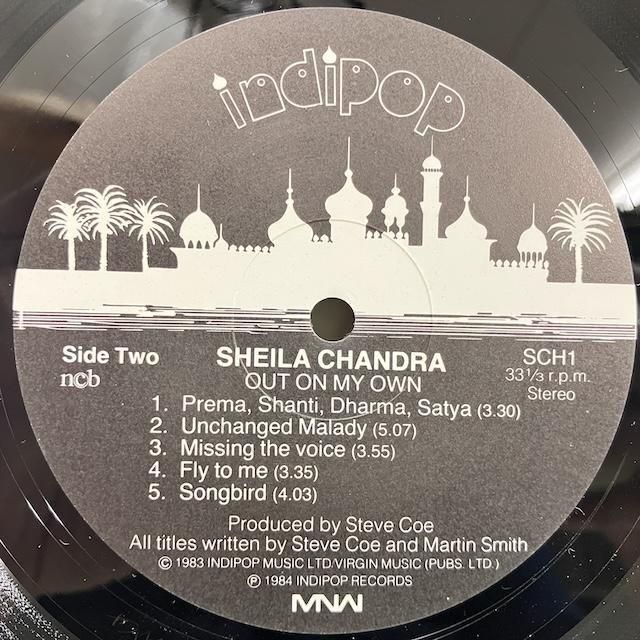 indipop
Side Two
ncb
SHEILA CHANDRA
OUT ON MY OWN
SCH1
33 1/3 r.p.m.
Stereo
1. Prema, Shanti, Dharma, Satya (3.30)
2. Unchanged Malady (5.07)
3. Missing the voice (3.55)
4. Fly to me (3.35)
5. Songbird (4.03)
Produced by Steve Coe
All titles written by Steve Coe and Martin Smith
© 1983 INDIPOP MUSIC LTD/VIRGIN MUSIC (PUBS. LTD.)
℗ 1984 INDIPOP RECORDS
MNW